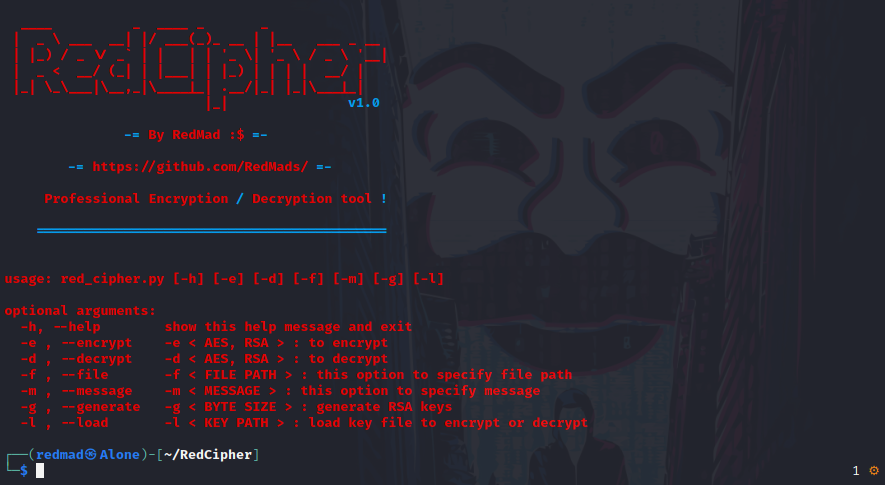 RedCipher
v1.0
-= By RedMad :$ =-
-= https://github.com/RedMads/ =-
Professional Encryption / Decryption tool !
usage: red_cipher.py [-h] [-e] [-d] [-f] [-m] [-g] [-l]
optional arguments:
-h, --help show this help message and exit
-e , --encrypt -e < AES, RSA > : to encrypt
-d , --decrypt -d < AES, RSA > : to decrypt
-f , --file -f < FILE PATH > : this option to specify file path
-m , --message -m < MESSAGE > : this option to specify message
-g , --generate -g < BYTE SIZE > : generate RSA keys
-l , --load -l < KEY PATH > : load key file to encrypt or decrypt
┌──(redmad㉿Alone)-[~/RedCipher]
└─$
1 ⚙